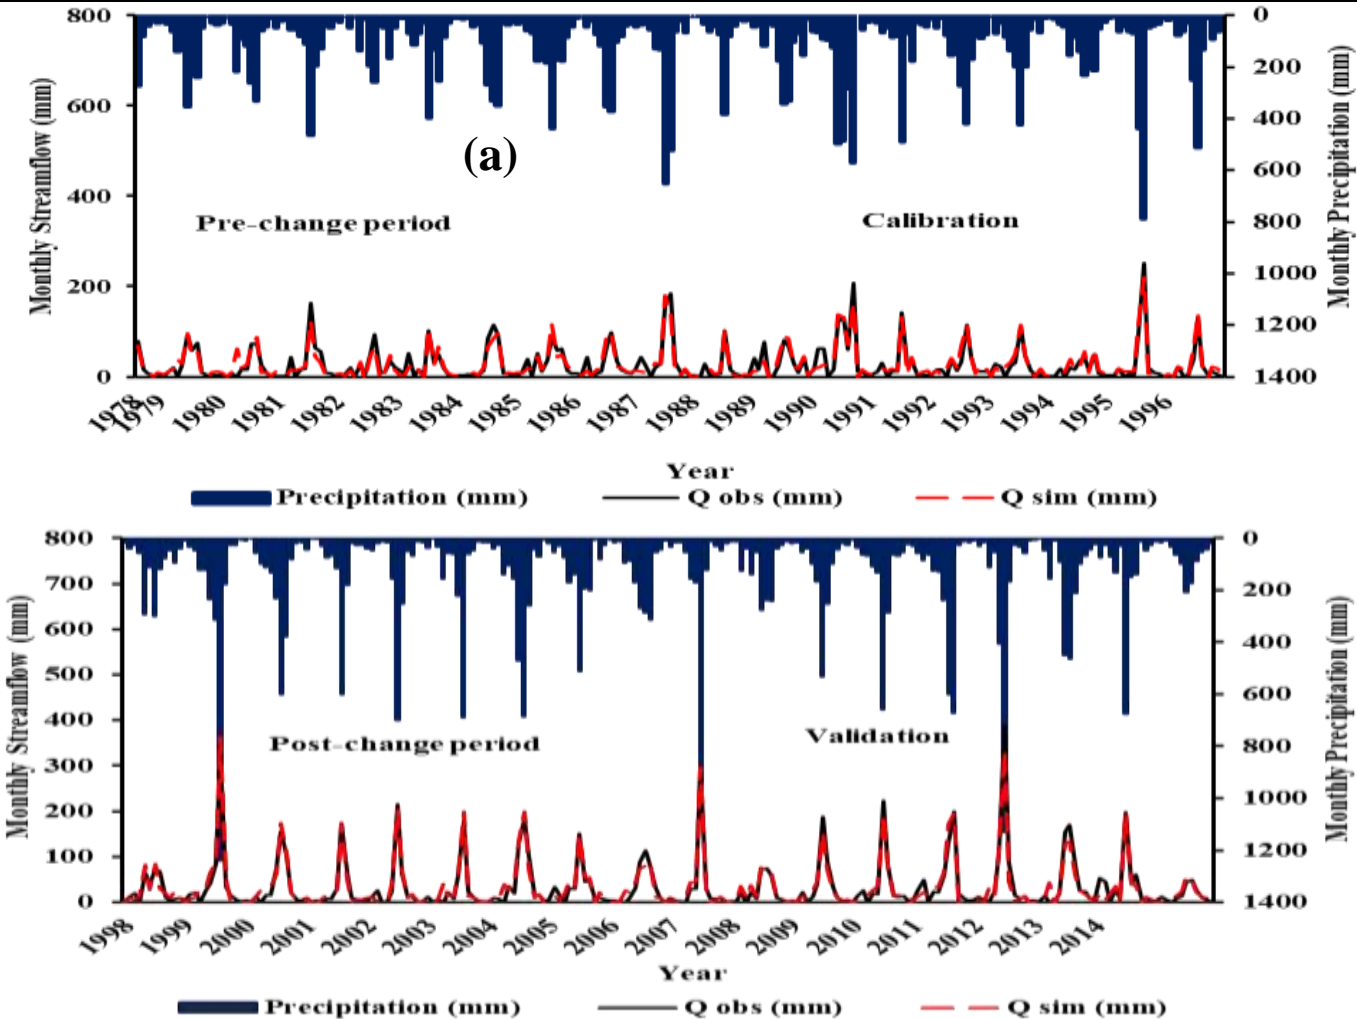 800
600
400
200
0
Monthly Streamflow (mm)
0
200
400
600
800
1000
1200
1400
Monthly Precipitation (mm)
(a)
Pre-change period
Calibration
1978 1979 1980 1981 1982 1983 1984 1985 1986 1987 1988 1989 1990 1991 1992 1993 1994 1995 1996
Year
Precipitation (mm) Q obs (mm) Q sim (mm)
800
700
600
500
400
300
200
100
0
Monthly Streamflow (mm)
0
200
400
600
800
1000
1200
1400
Monthly Precipitation (mm)
Post-change period
Validation
1998 1999 2000 2001 2002 2003 2004 2005 2006 2007 2008 2009 2010 2011 2012 2013 2014
Year
Precipitation (mm) Q obs (mm) Q sim (mm)